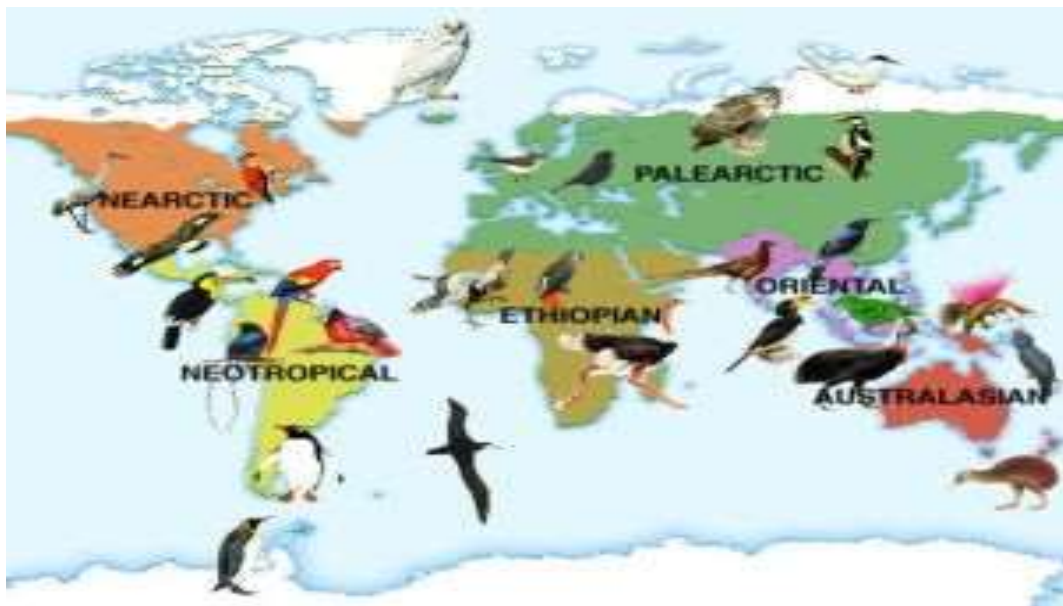 NEARCTIC
PALEARCTIC
ORIENTAL
ETHIOPIAN
NEOTROPICAL
AUSTRALASIAN